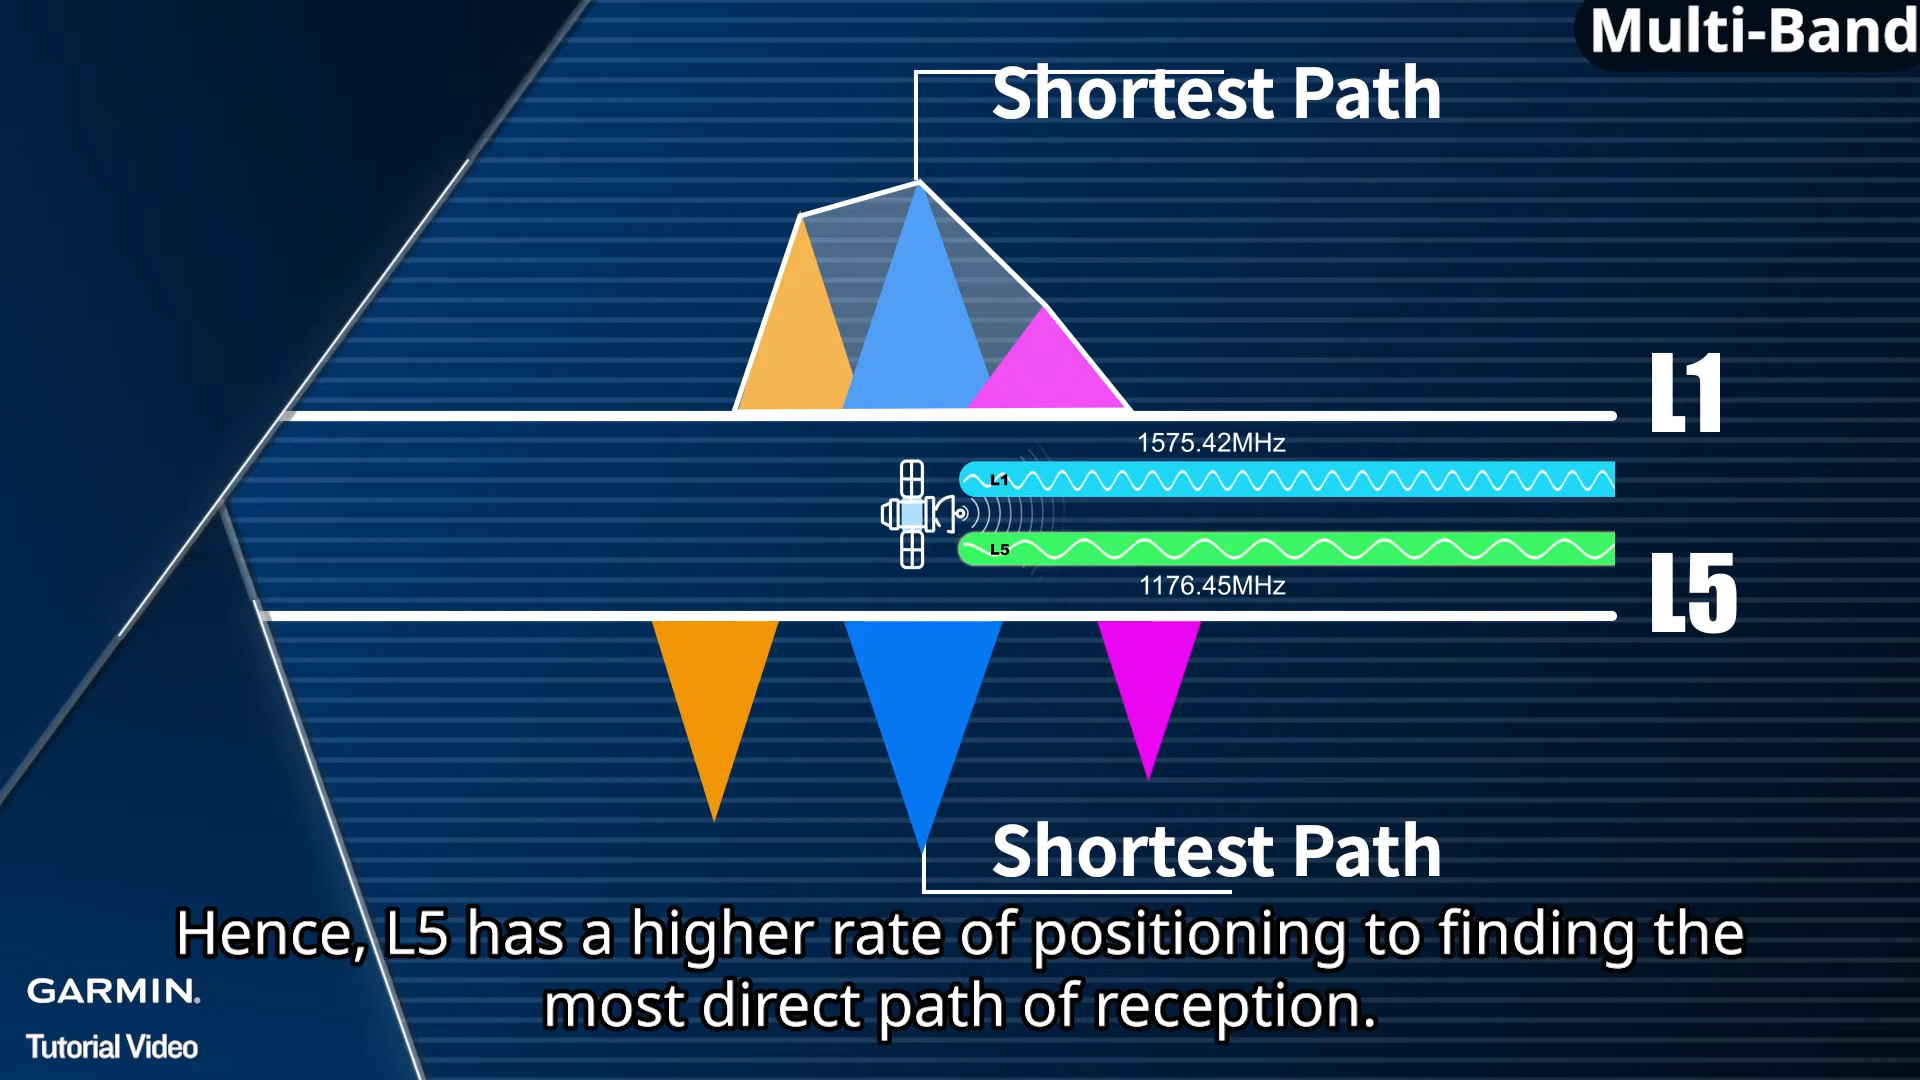 Multi-Band
Shortest Path
L1
1575.42MHz
L1
L5
1176.45MHz
L5
Shortest Path
Hence, L5 has a higher rate of positioning to finding the
most direct path of reception.
GARMIN®
Tutorial Video